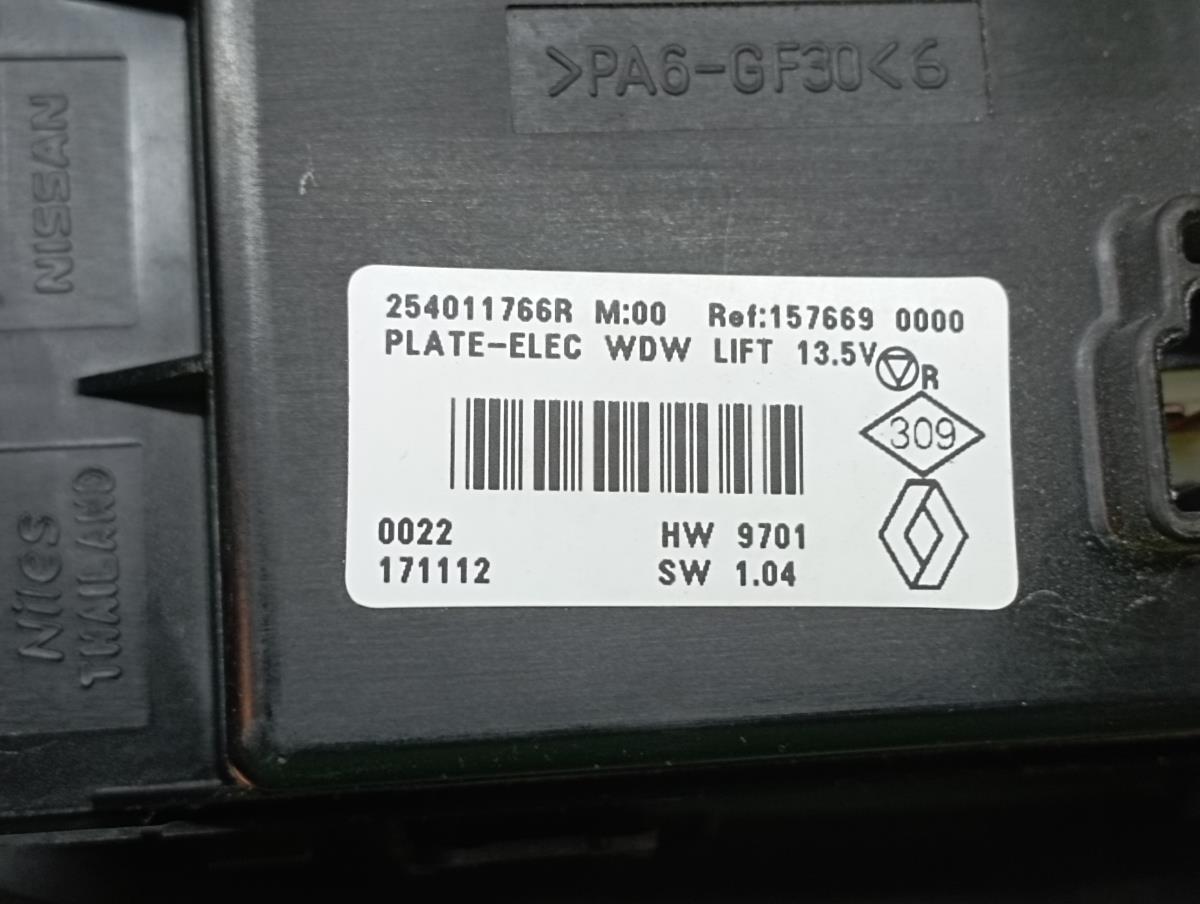 >PA6-GF30<6
NISSAN
254011766R M:00 Ref:157669 0000
PLATE-ELEC WDW LIFT 13.5V
R
309
0022 HW 9701
171112 SW 1.04
Niles
THAILAND